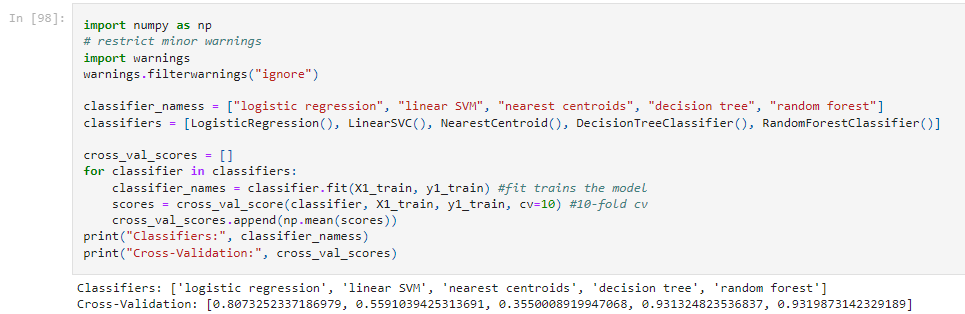 In [98]:
import numpy as np
# restrict minor warnings
import warnings
warnings.filterwarnings("ignore")
classifier_namess = ["logistic regression", "linear SVM", "nearest centroids", "decision tree", "random forest"]
classifiers = [LogisticRegression(), LinearSVC(), NearestCentroid(), DecisionTreeClassifier(), RandomForestClassifier()]
cross_val_scores = []
for classifier in classifiers:
    classifier_names = classifier.fit(X1_train, y1_train) #fit trains the model
    scores = cross_val_score(classifier, X1_train, y1_train, cv=10) #10-fold cv
    cross_val_scores.append(np.mean(scores))
print("Classifiers:", classifier_namess)
print("Cross-Validation:", cross_val_scores)
Classifiers: ['logistic regression', 'linear SVM', 'nearest centroids', 'decision tree', 'random forest']
Cross-Validation: [0.8073252337186979, 0.5591039425313691, 0.3550008919947068, 0.931324823536837, 0.9319873142329189]